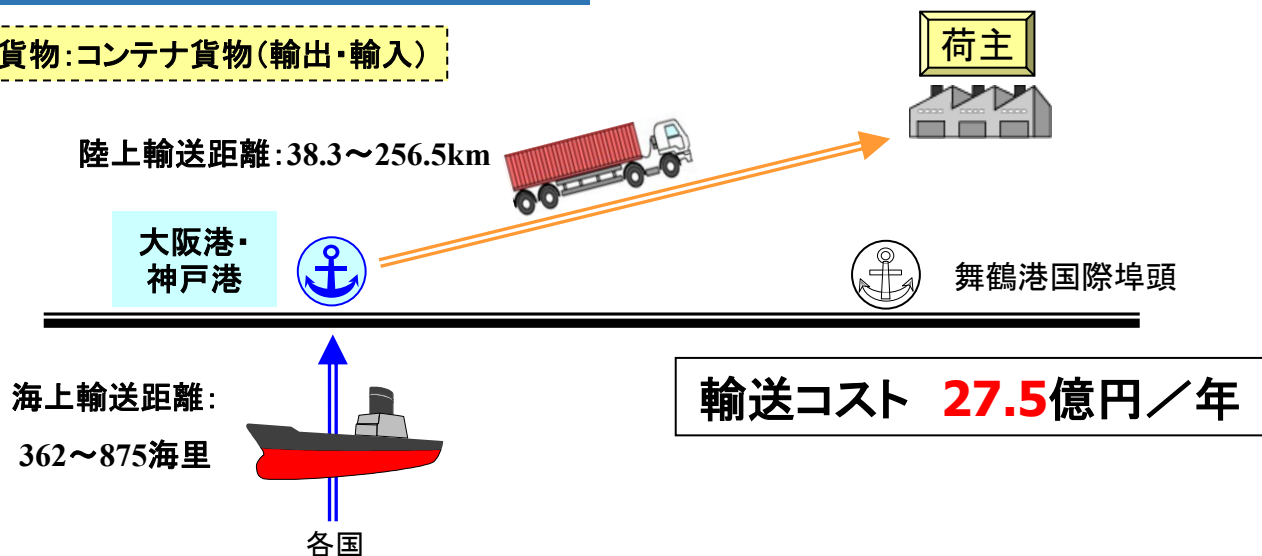 貨物：コンテナ貨物（輸出・輸入）
荷主
陸上輸送距離：38.3～256.5km
大阪港・
神戸港
舞鶴港国際埠頭
海上輸送距離：
362～875海里
輸送コスト 27.5億円／年
各国